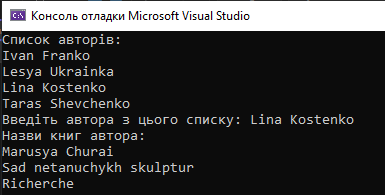 Консоль отладки Microsoft Visual Studio
Список авторів:
Ivan Franko
Lesya Ukrainka
Lina Kostenko
Taras Shevchenko
Введіть автора з цього списку: Lina Kostenko
Назви книг автора:
Marusya Churai
Sad netanuchykh skulptur
Richerche